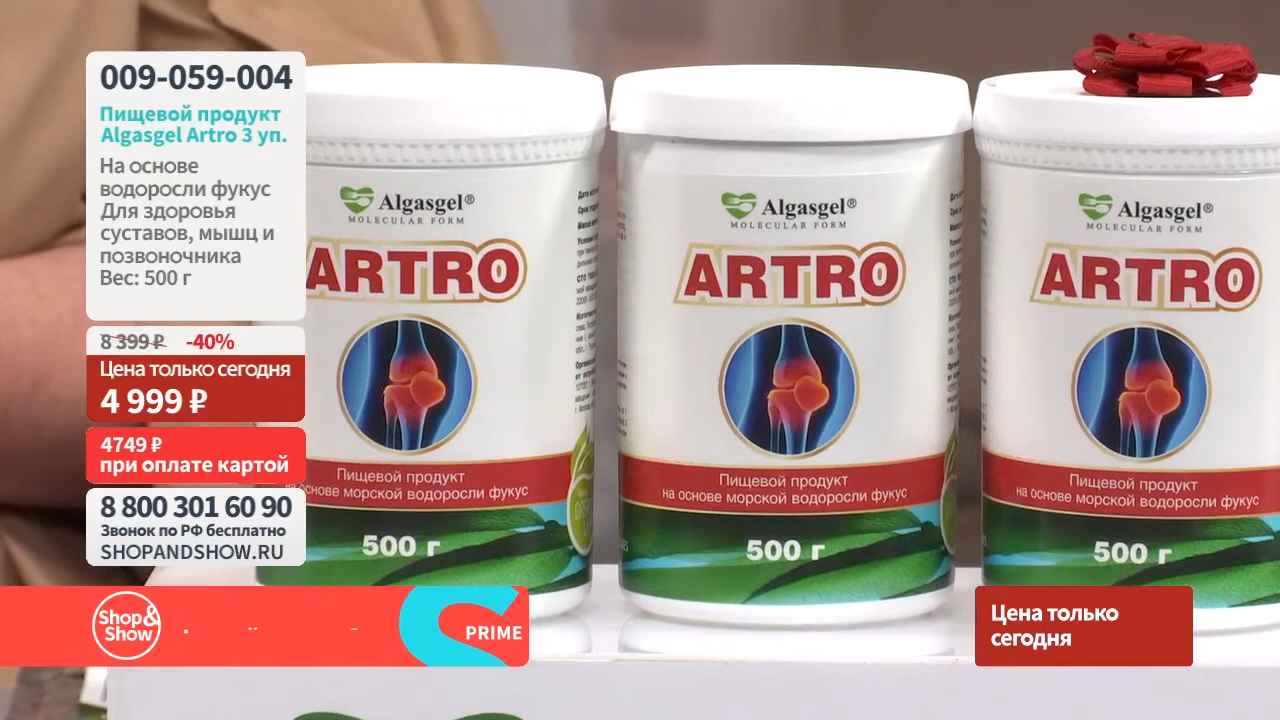 009-059-004
Пищевой продукт
Algasgel Artro 3 уп.
На основе
водоросли фукус
Для здоровья
суставов, мышц и
позвоночника
Вес: 500 г
8 399 ₽ -40%
Цена только сегодня
4 999 ₽
4749 ₽
при оплате картой
8 800 301 60 90
Звонок по РФ бесплатно
SHOPANDSHOW.RU
Shop&
Show
PRIME
Цена только
сегодня
Algasgel®
MOLECULAR FORM
ARTRO
Пищевой продукт
на основе морской водоросли фукус
500 г
Algasgel®
MOLECULAR FORM
ARTRO
Пищевой продукт
на основе морской водоросли фукус
500 г
Algasgel®
MOLECULAR FORM
ARTRO
Пищевой продукт
на основе морской водоросли фукус
500 г